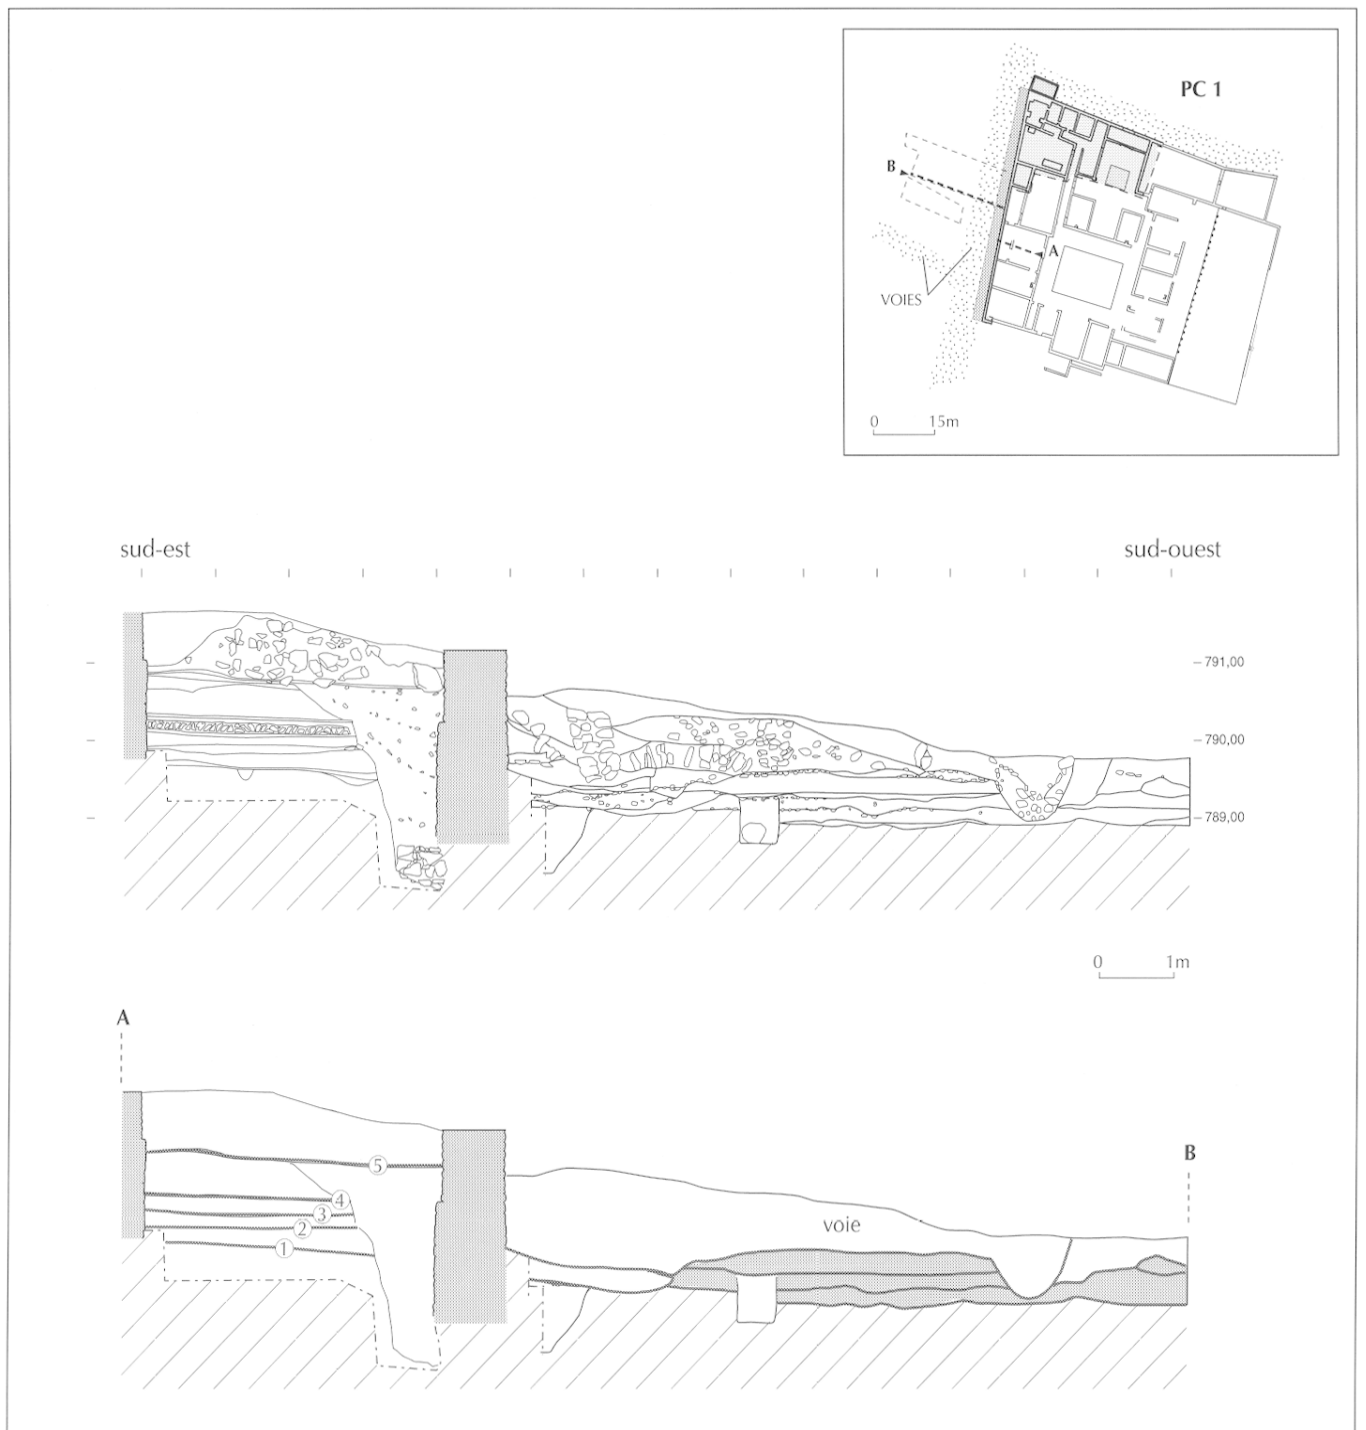 PC 1
B
A
VOIES
0 15m
sud-est
sud-ouest
– 791,00
– 790,00
– 789,00
0 1m
A
B
5
4
3
2
1
voie